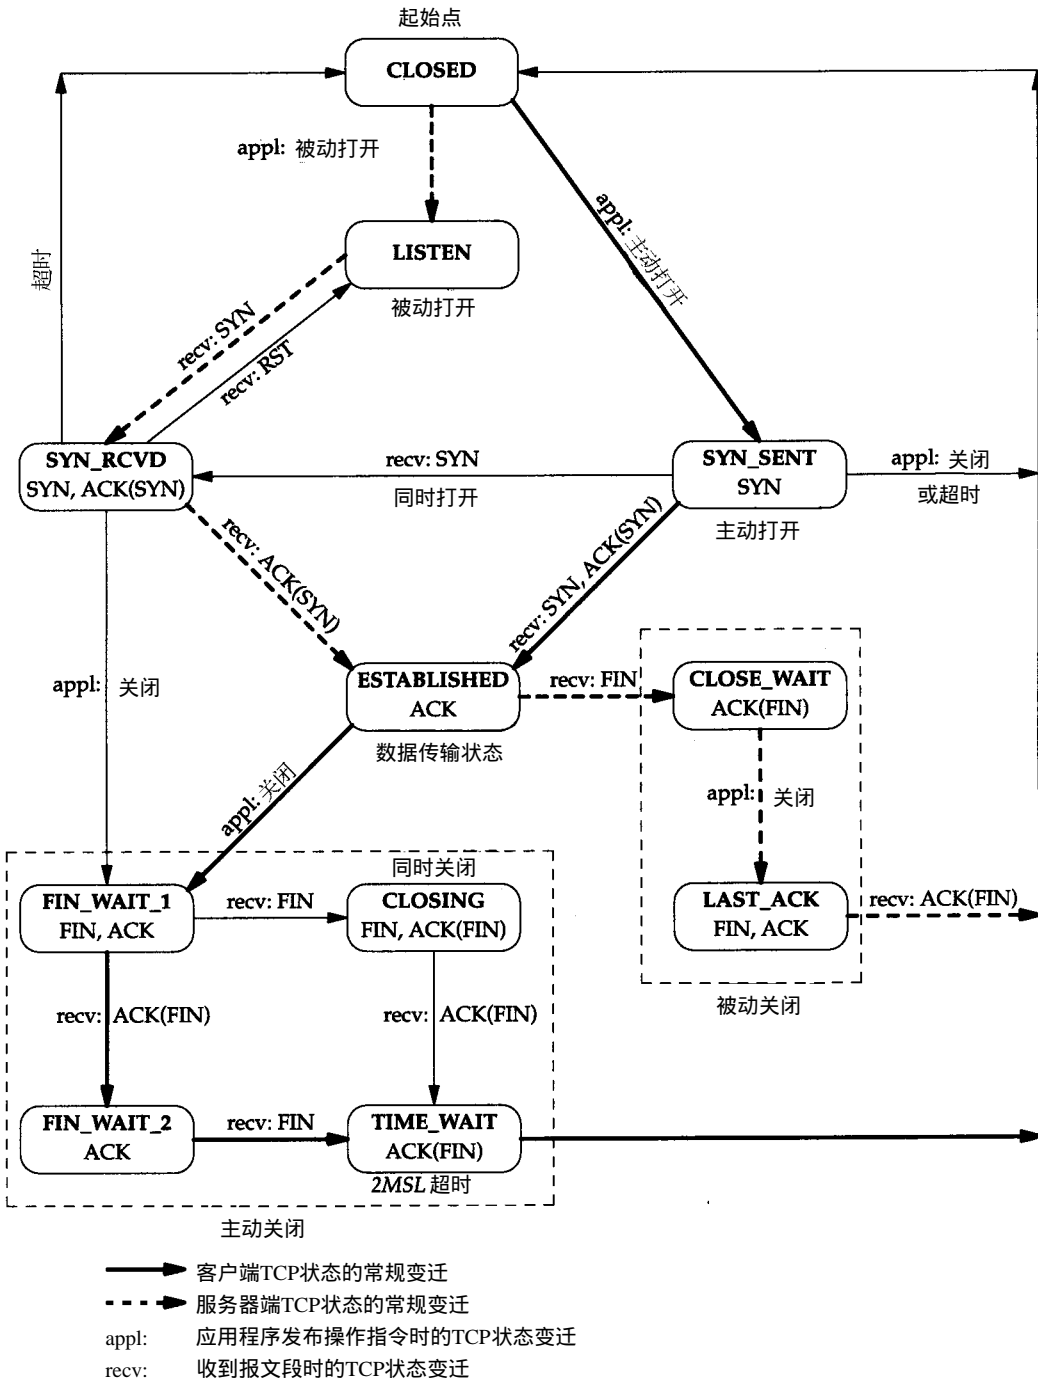 起始点
CLOSED
appl: 被动打开
appl: 主动打开
LISTEN
被动打开
超时
recv: SYN
recv: RST
SYN_RCVD
SYN, ACK(SYN)
recv: SYN
同时打开
SYN_SENT
SYN
主动打开
appl: 关闭
或超时
recv: ACK(SYN)
recv: SYN, ACK(SYN)
appl: 关闭
ESTABLISHED
ACK
数据传输状态
recv: FIN
CLOSE_WAIT
ACK(FIN)
appl: 关闭
appl: 关闭
同时关闭
FIN_WAIT_1
FIN, ACK
recv: FIN
CLOSING
FIN, ACK(FIN)
LAST_ACK
FIN, ACK
recv: ACK(FIN)
被动关闭
recv: ACK(FIN)
recv: ACK(FIN)
FIN_WAIT_2
ACK
recv: FIN
TIME_WAIT
ACK(FIN)
2MSL 超时
主动关闭
客户端TCP状态的常规变迁
服务器端TCP状态的常规变迁
appl: 应用程序发布操作指令时的TCP状态变迁
recv: 收到报文段时的TCP状态变迁